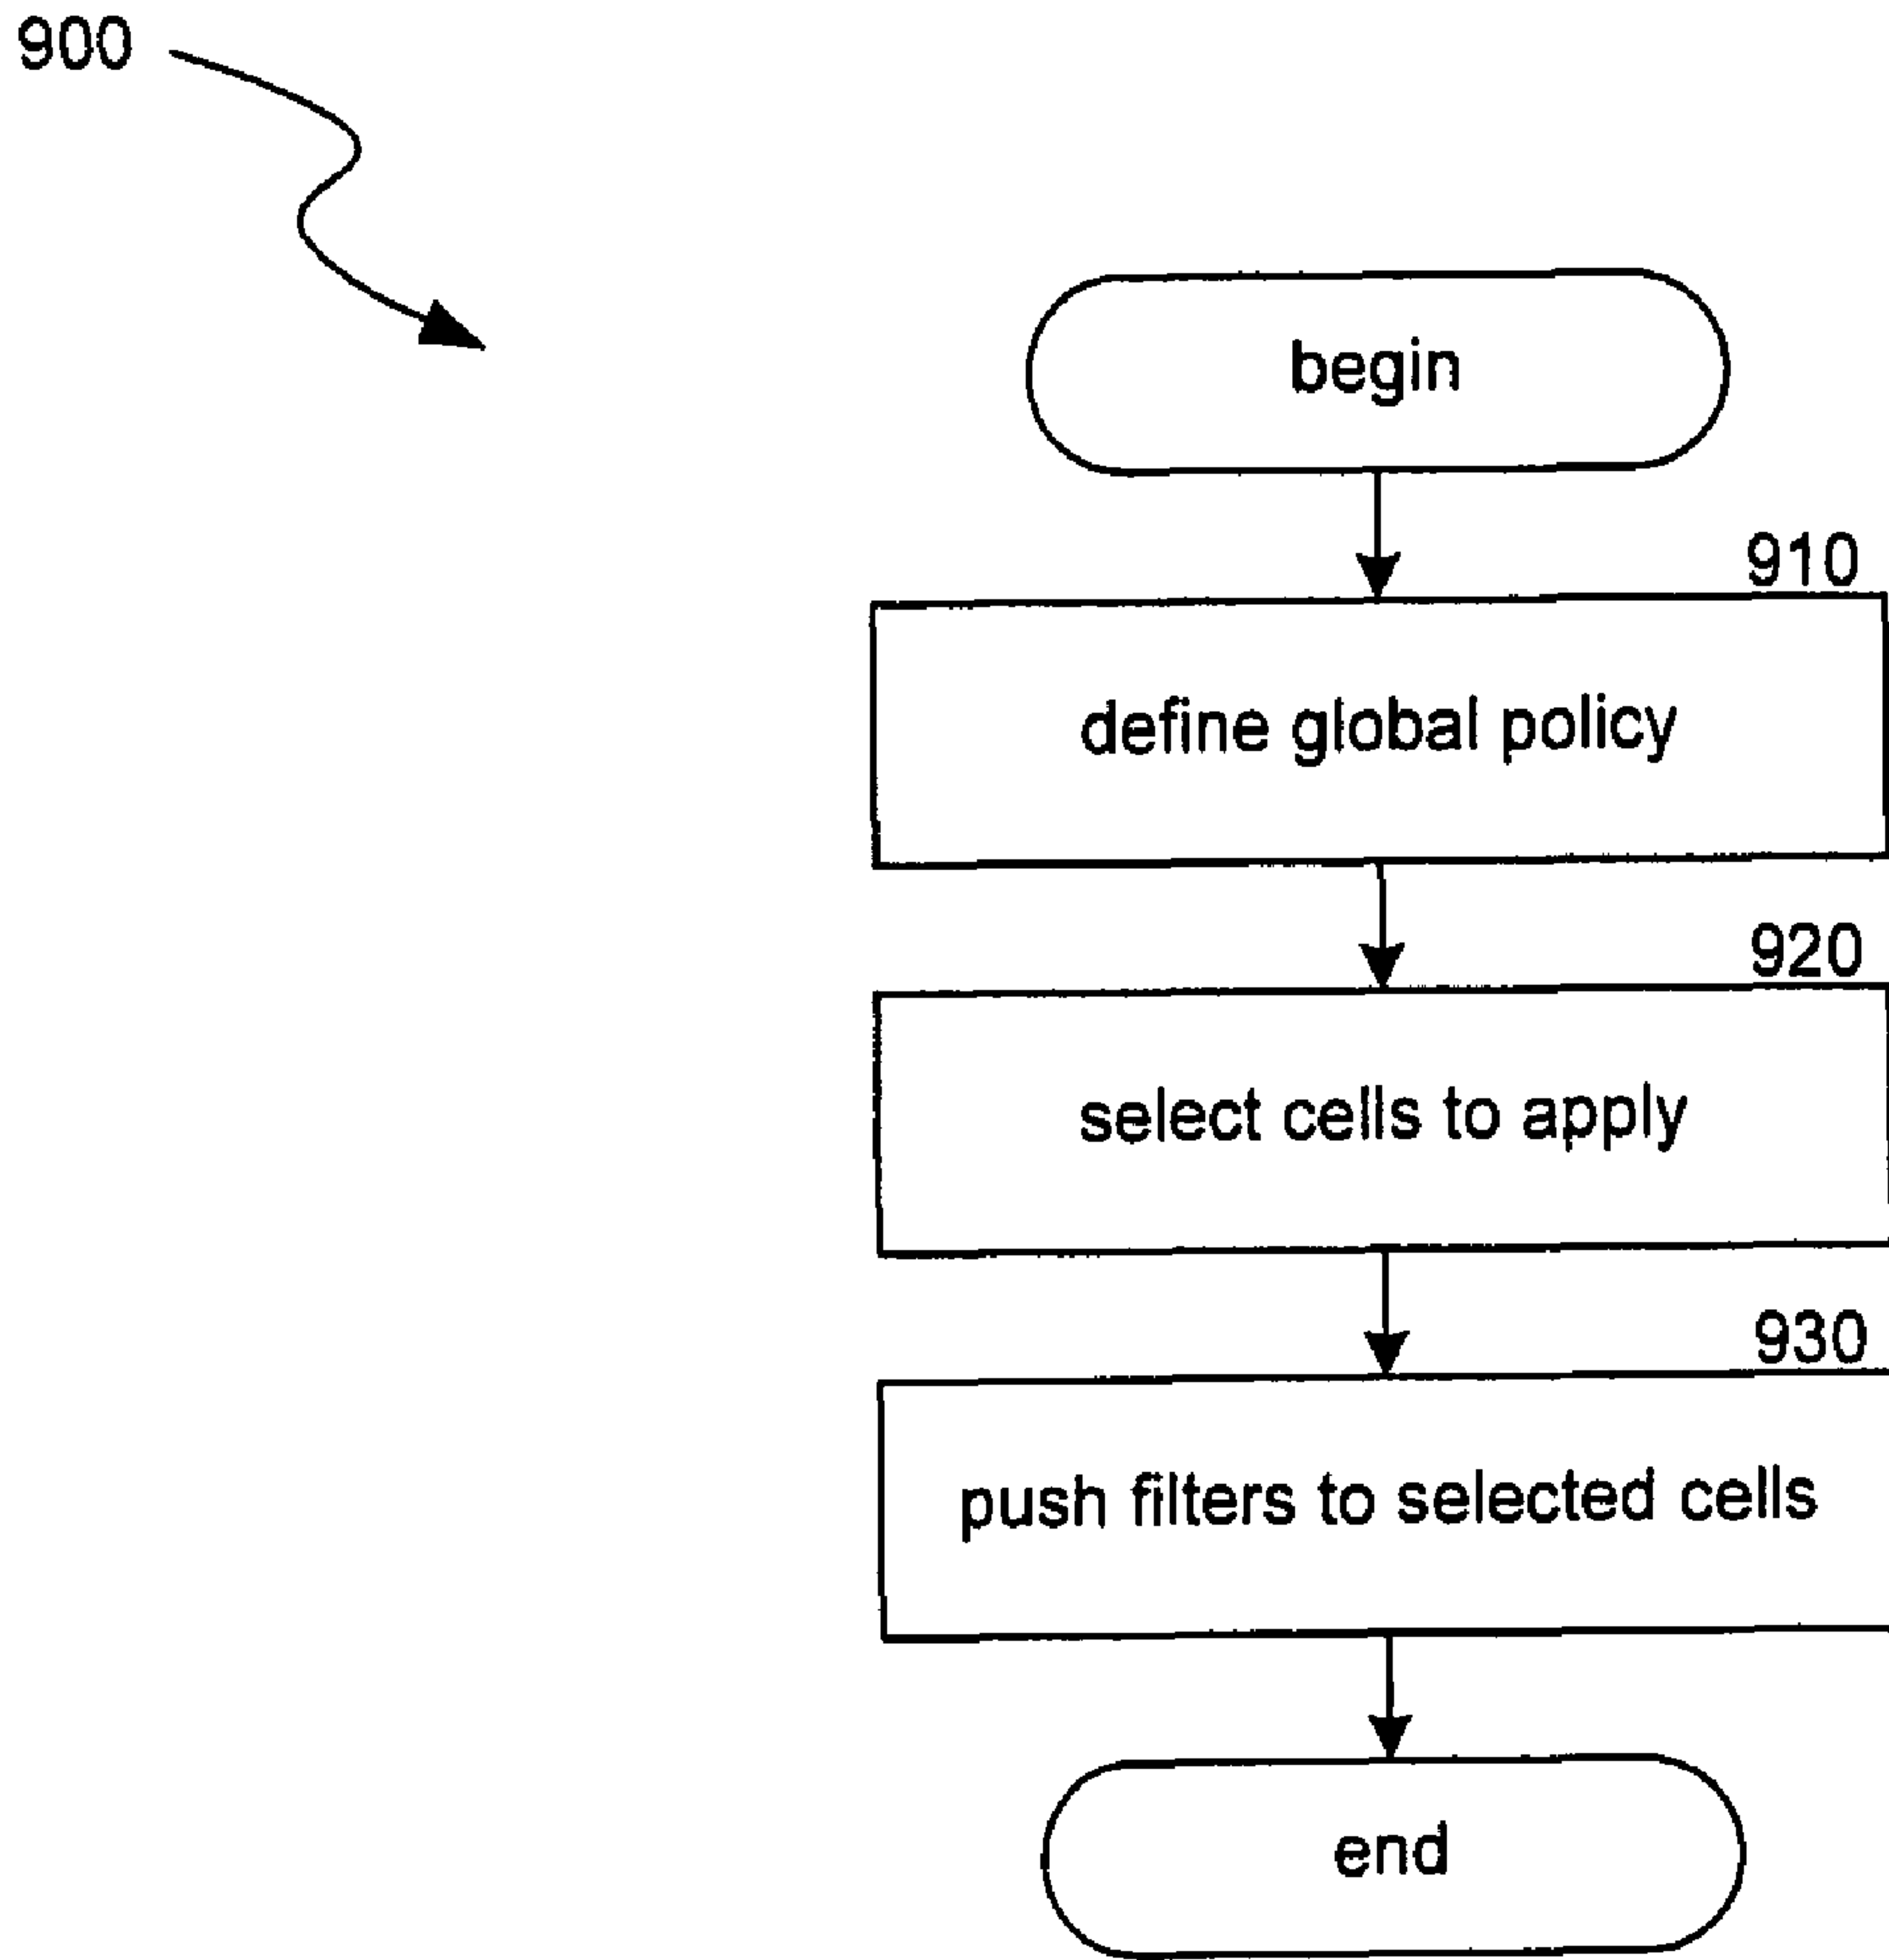 900
begin
910
define global policy
920
select cells to apply
930
push filters to selected cells
end